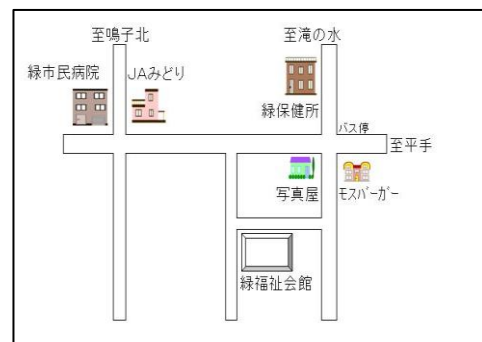 至鳴子北
至滝の水
緑市民病院
JAみどり
緑保健所
バス停
至平手
写真屋
モスバーガー
緑福祉会館